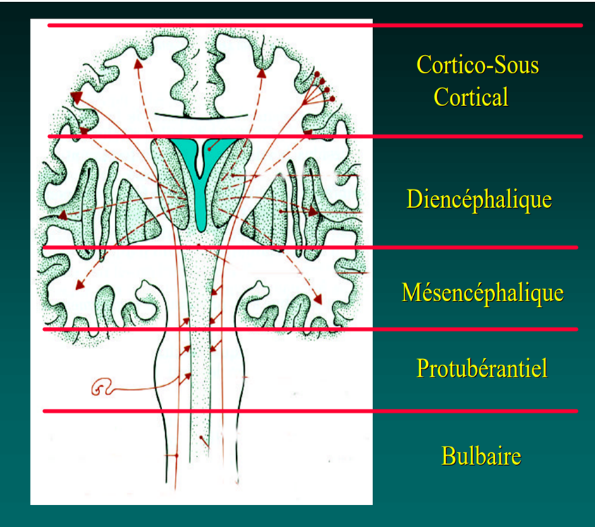 Cortico-Sous
Cortical
Diencéphalique
Mésencéphalique
Protubérantiel
Bulbaire